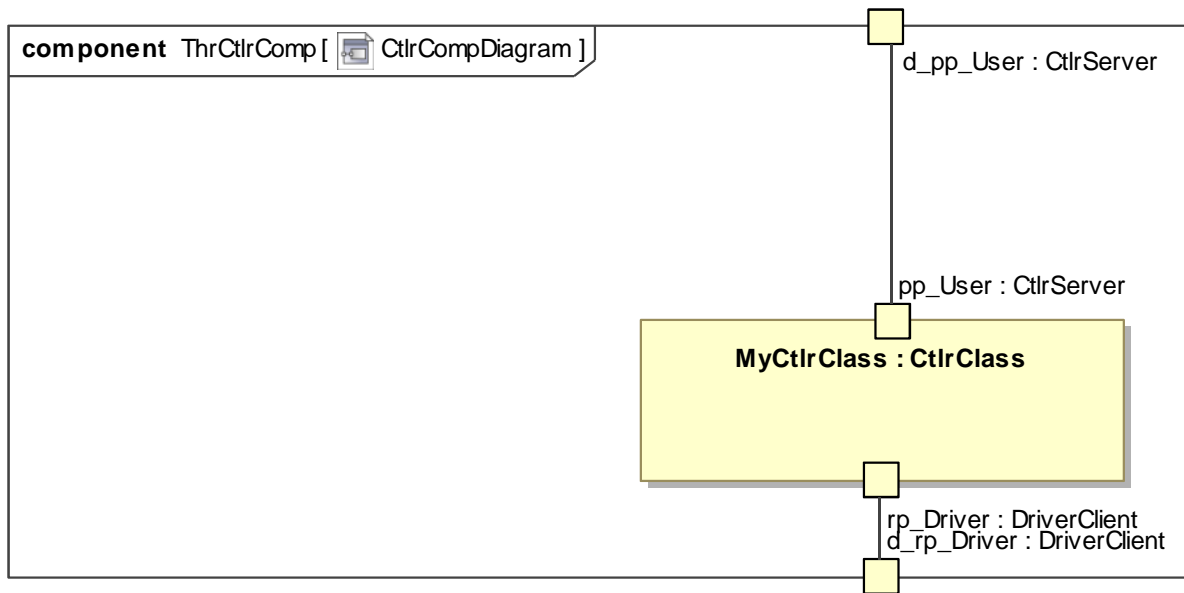 component ThrCtlrComp [ CtlrCompDiagram ]
d_pp_User : CtlrServer
pp_User : CtlrServer
MyCtlrClass : CtlrClass
rp_Driver : DriverClient
d_rp_Driver : DriverClient